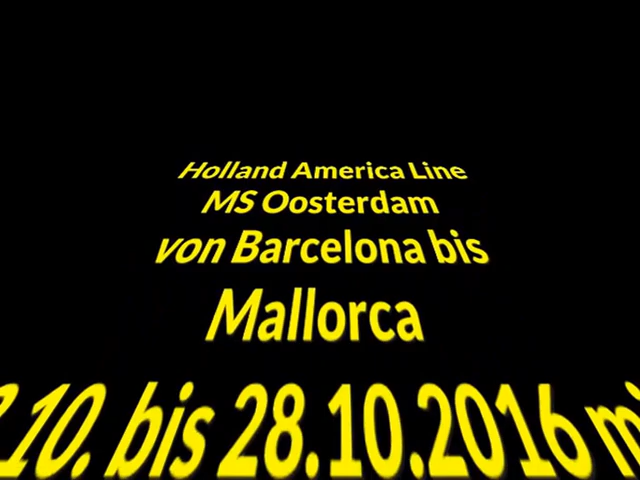 Holland America Line
MS Oosterdam
von Barcelona bis
Mallorca
10. bis 28.10.2016